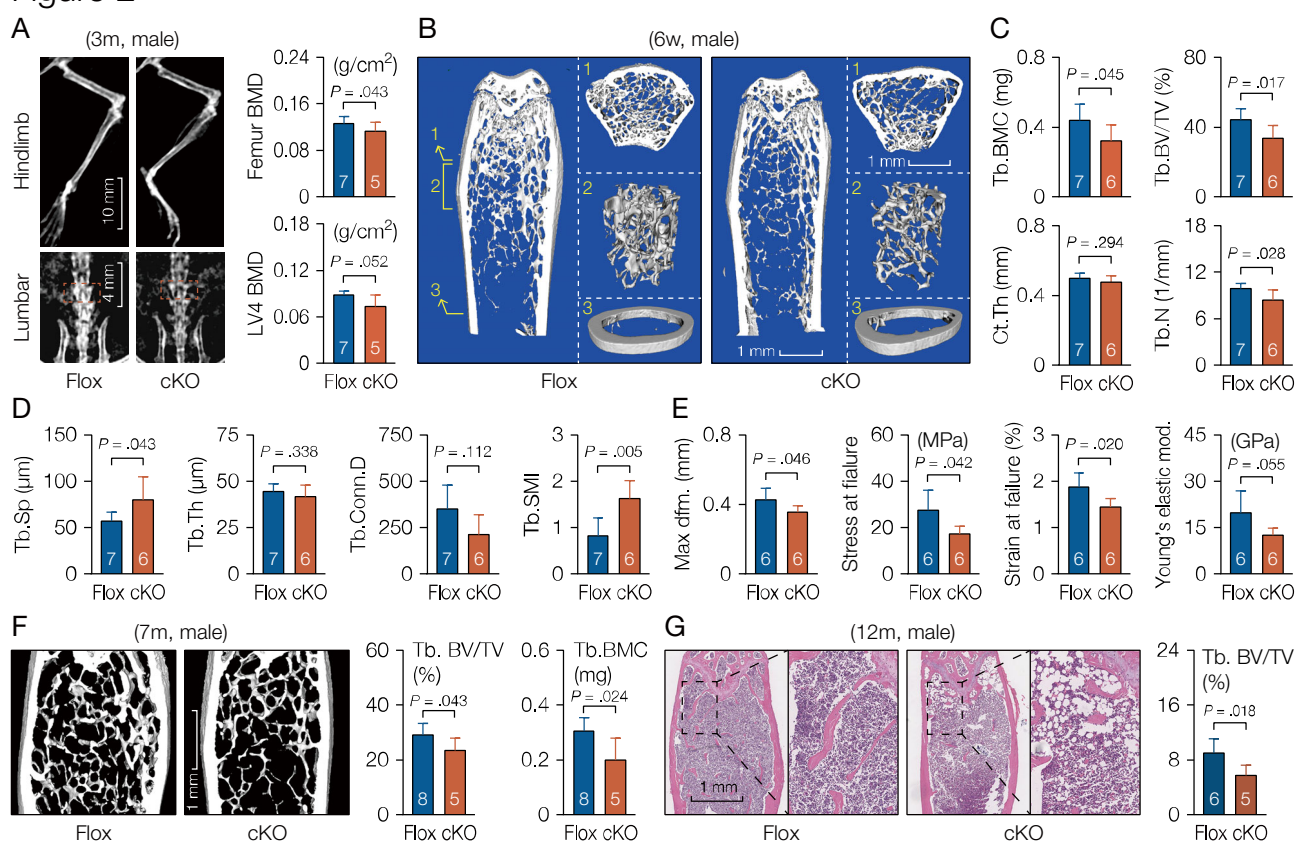 A
(3m, male)
Hindlimb
10 mm
Lumbar
4 mm
Flox
cKO
Femur BMD
(g/cm²)
0.24
0.16
0.08
0
P = .043
7
5
LV4 BMD
(g/cm²)
0.18
0.12
0.06
0
P = .052
7
5
Flox cKO
B
(6w, male)
1
2
3
1
2
3
1
2
3
1 mm
1 mm
Flox
cKO
C
Tb.BMC (mg)
0.8
0.4
0
P = .045
7
6
Tb.BV/TV (%)
80
40
0
P = .017
7
6
Ct.Th (mm)
0.8
0.4
0
P = .294
7
6
Flox cKO
Tb.N (1/mm)
18
12
6
0
P = .028
7
6
Flox cKO
D
Tb.Sp (μm)
150
100
50
0
P = .043
7
6
Flox cKO
Tb.Th (μm)
75
50
25
0
P = .338
7
6
Flox cKO
Tb.Conn.D
750
500
250
0
P = .112
7
6
Flox cKO
Tb.SMI
3
2
1
0
P = .005
7
6
Flox cKO
E
Max dfm. (mm)
0.8
0.4
0
P = .046
6
6
Flox cKO
Stress at fialure
(MPa)
60
40
20
0
P = .042
6
6
Flox cKO
Strain at failure (%)
3
2
1
0
P = .020
6
6
Flox cKO
Young's elastic mod.
(GPa)
45
30
15
0
P = .055
6
6
Flox cKO
F
(7m, male)
1 mm
Flox
cKO
Tb. BV/TV
(%)
60
40
20
0
P = .043
8
5
Flox cKO
Tb.BMC
(mg)
0.6
0.4
0.2
0
P = .024
8
5
Flox cKO
G
(12m, male)
1 mm
Flox
cKO
Tb. BV/TV
(%)
24
16
8
0
P = .018
6
5
Flox cKO